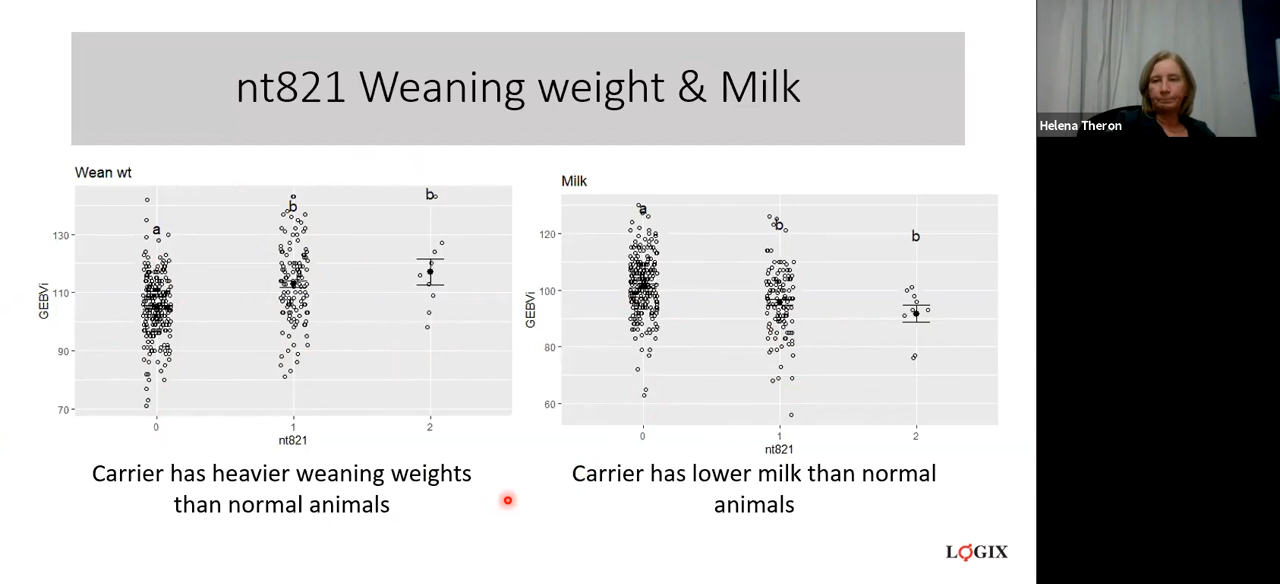 nt821 Weaning weight & Milk
Helena Theron
Wean wt
130
110
90
70
GEBVi
a
b
b
0
1
2
nt821
Milk
120
100
80
60
GEBVi
a
b
b
0
1
2
nt821
Carrier has heavier weaning weights
than normal animals
Carrier has lower milk than normal
animals
LOGIX